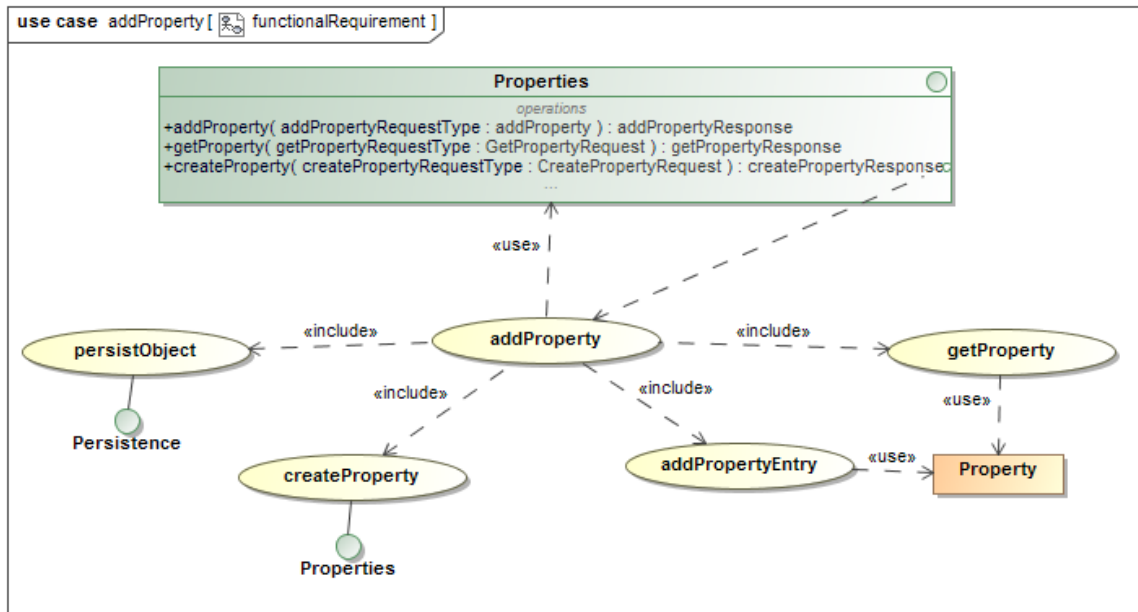 use case addProperty [ functionalRequirement ]
Properties
operations
+addProperty( addPropertyRequestType : addProperty ) : addPropertyResponse
+getProperty( getPropertyRequestType : GetPropertyRequest ) : getPropertyResponse
+createProperty( createPropertyRequestType : CreatePropertyRequest ) : createPropertyResponse
...
«use»
«include»
addProperty
«include»
persistObject
getProperty
«include»
«include»
«use»
Persistence
createProperty
addPropertyEntry
«use»
Property
Properties